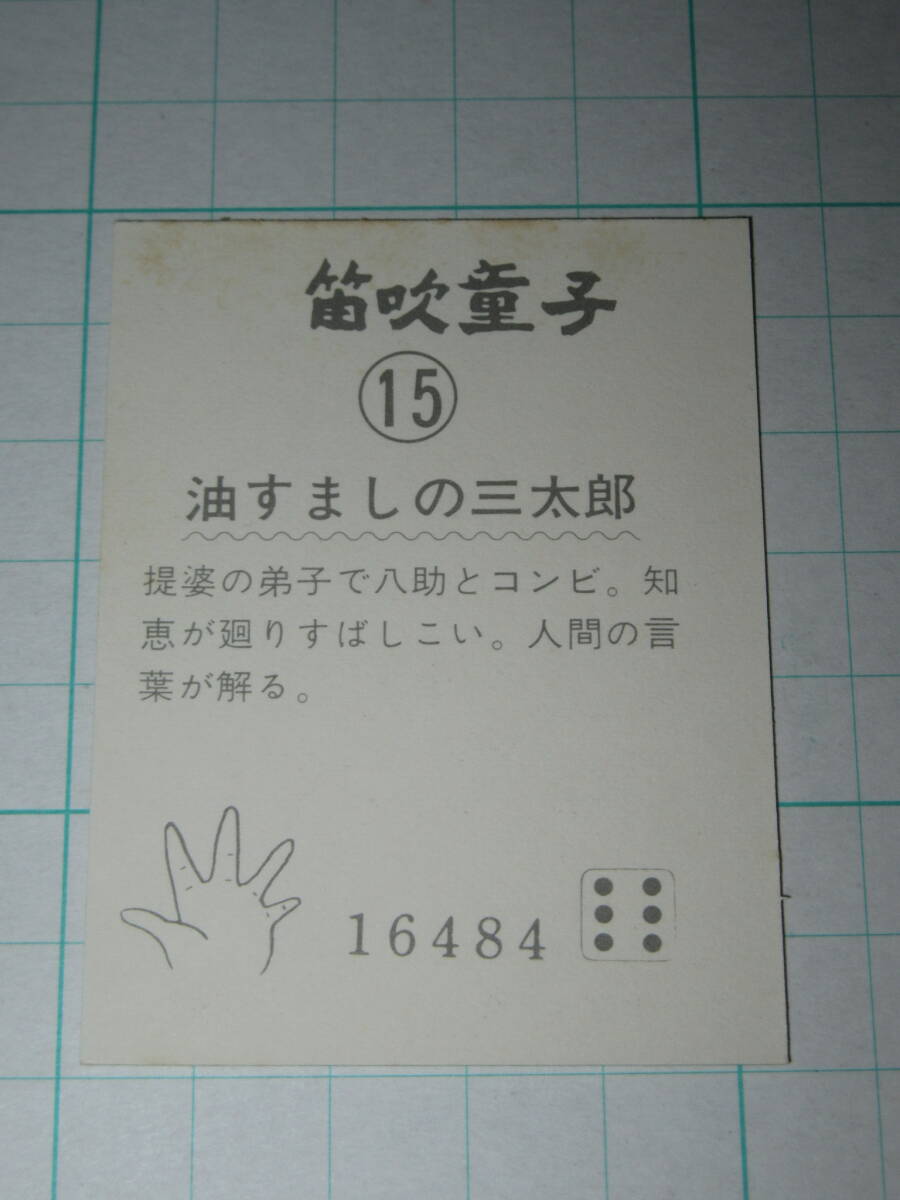 笛吹童子
⑮
油すましの三太郎
提婆の弟子で八助とコンビ。知
恵が廻りすばしこい。人間の言
葉が解る。
16484